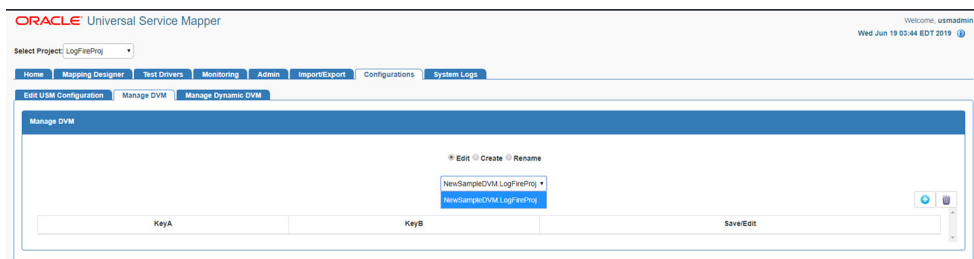 ORACLE Universal Service Mapper
Welcome, usmadmin
Wed Jun 19 03:44 EDT 2019
Select Project: LogFireProj
Home Mapping Designer Test Drivers Monitoring Admin Import/Export Configurations System Logs
Edit USM Configuration Manage DVM Manage Dynamic DVM
Manage DVM
Edit Create Rename
NewSampleDVM.LogFireProj
NewSampleDVM.LogFireProj
KeyA KeyB Save/Edit